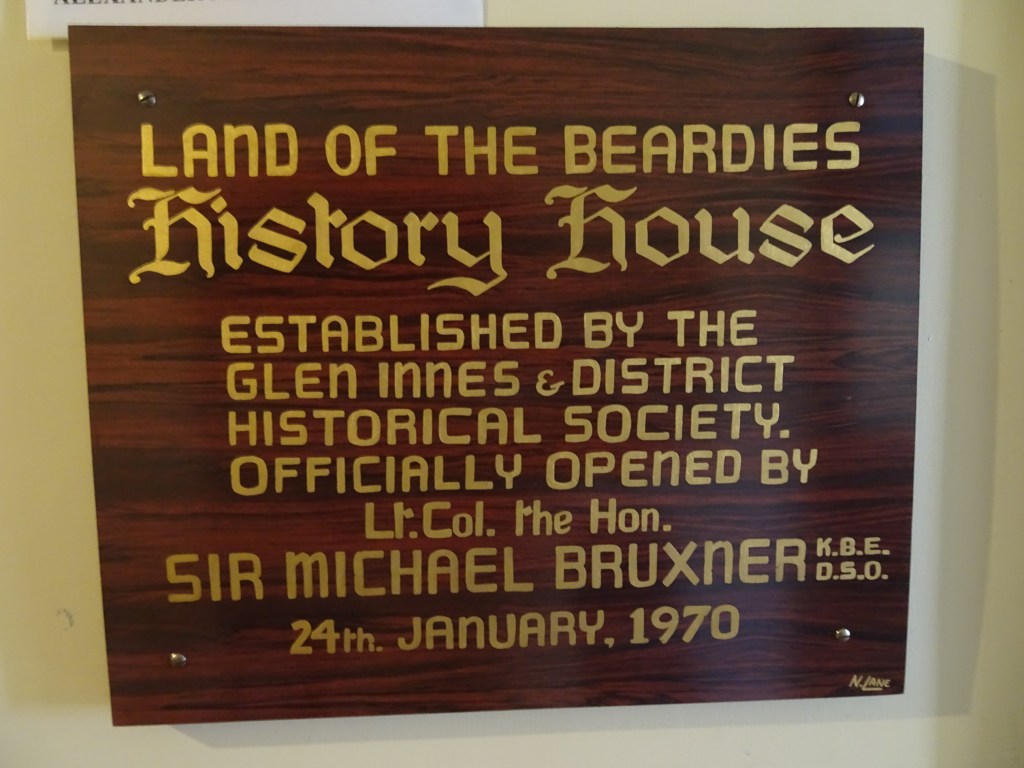 LAND OF THE BEARDIES
History House
ESTABLISHED BY THE
GLEN INNES & DISTRICT
HISTORICAL SOCIETY.
OFFICIALLY OPENED BY
Lt.Col. the Hon.
SIR MICHAEL BRUXNER K.B.E.
D.S.O.
24th. JANUARY, 1970
N.LANE